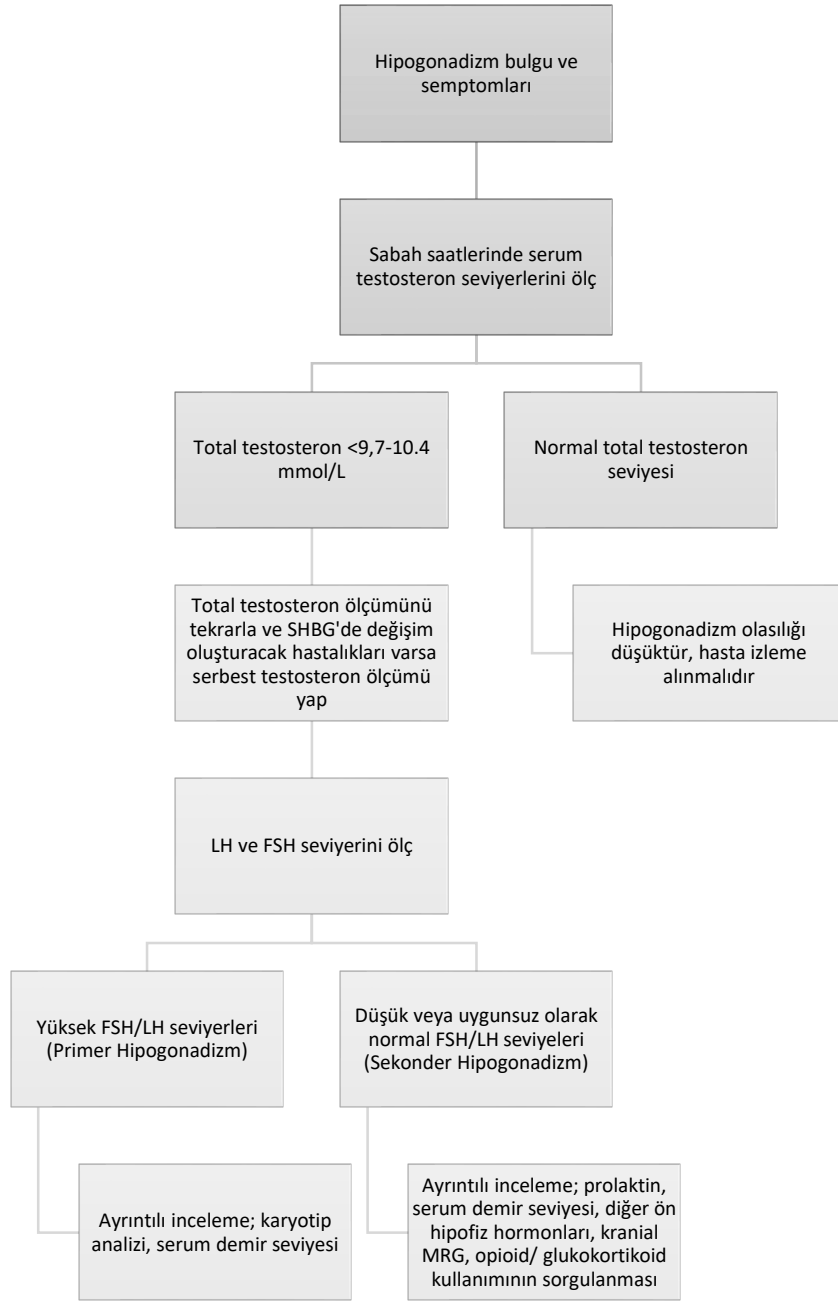 Hipogonadizm bulgu ve
semptomları
Sabah saatlerinde serum
testosteron seviyerlerini ölç
Total testosteron <9,7-10.4
mmol/L
Normal total testosteron
seviyesi
Total testosteron ölçümünü
tekrarla ve SHBG'de değişim
oluşturacak hastalıkları varsa
serbest testosteron ölçümü
yap
Hipogonadizm olasılığı
düşüktür, hasta izleme
alınmalıdır
LH ve FSH seviyerini ölç
Yüksek FSH/LH seviyerleri
(Primer Hipogonadizm)
Düşük veya uygunsuz olarak
normal FSH/LH seviyeleri
(Sekonder Hipogonadizm)
Ayrıntılı inceleme; karyotip
analizi, serum demir seviyesi
Ayrıntılı inceleme; prolaktin,
serum demir seviyesi, diğer ön
hipofiz hormonları, kranial
MRG, opioid/ glukokortikoid
kullanımının sorgulanması